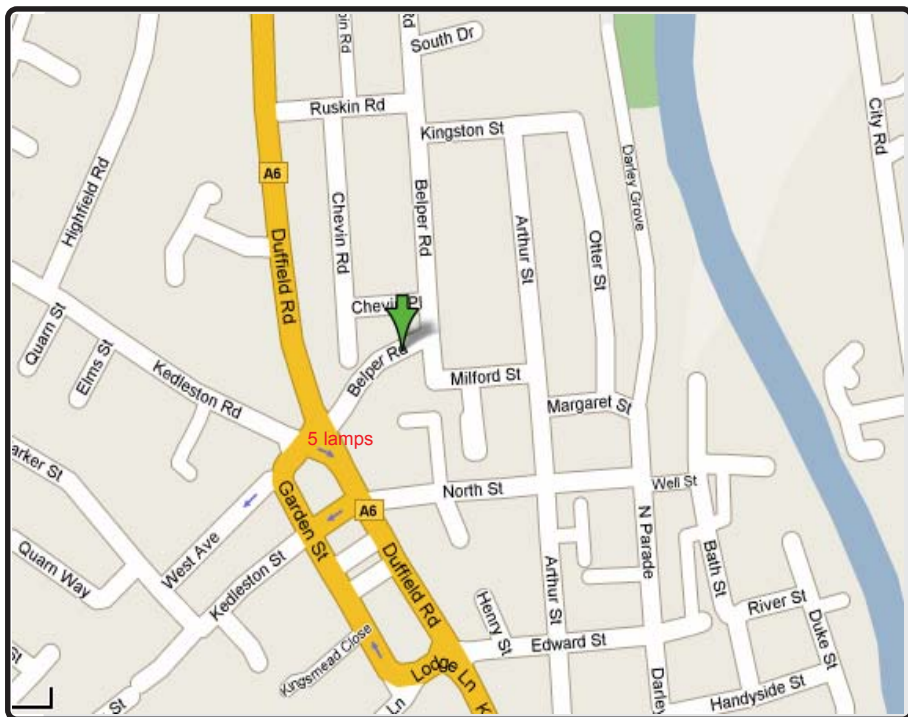 South Dr
Ruskin Rd
Kingston St
City Rd
A6
Highfield Rd
Chevin Rd
Belper Rd
Arthur St
Otter St
Darley Grove
Duffield Rd
Quarn St
Elms St
Kedleston Rd
Belper Rd
Milford St
Margaret St
5 lamps
North St
Well St
A6
Garden St
West Ave
Quarn Way
Kedleston St
Duffield Rd
N Parade
Bath St
Arthur St
Henry St
River St
Duke St
Edward St
Kingsmead Close
Lodge Ln
Darley
Handyside St
Ln
St